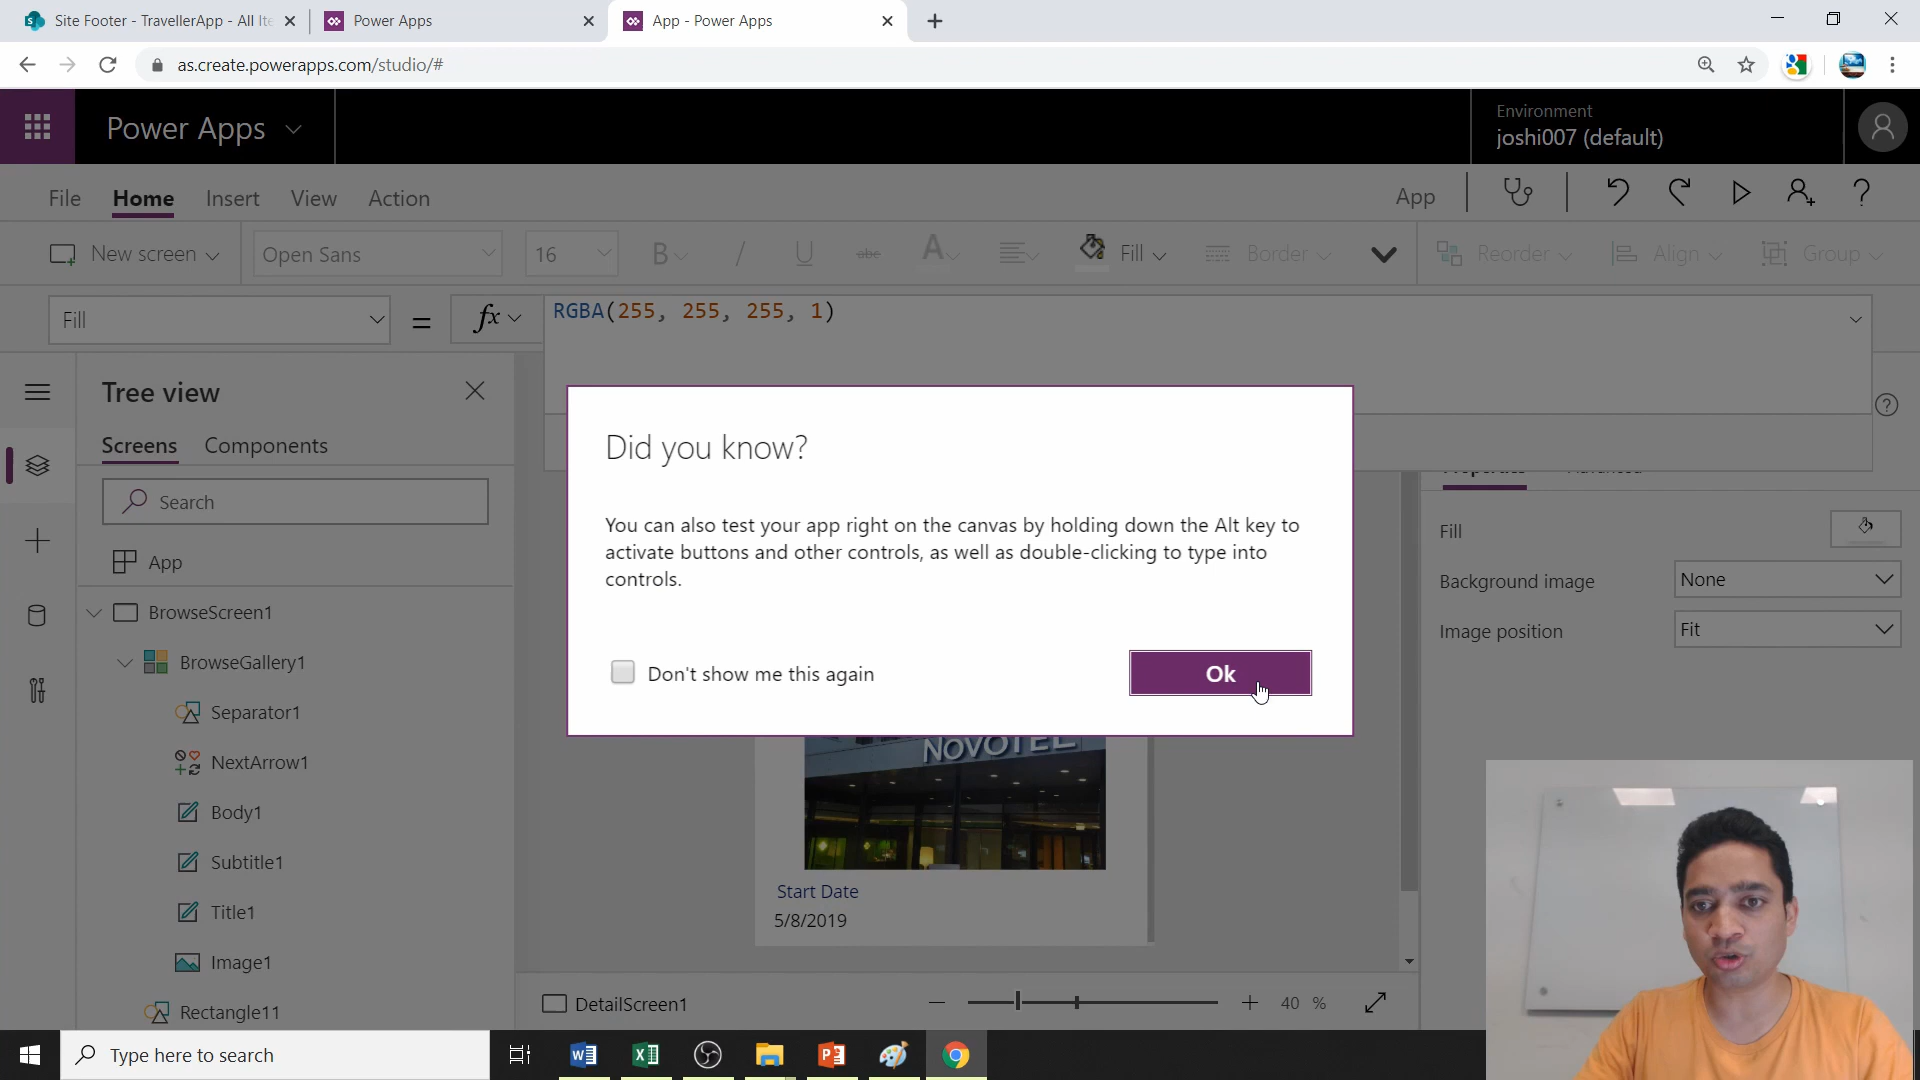 Site Footer - TravellerApp - All Ite
Power Apps
App - Power Apps
as.create.powerapps.com/studio/#
Power Apps
Environment
joshi007 (default)
File
Home
Insert
View
Action
App
New screen
Open Sans
16
B
/
U
abc
A
Fill
Border
Reorder
Align
Group
Fill
=
fx
RGBA(255, 255, 255, 1)
Tree view
Screens
Components
Search
App
BrowseScreen1
BrowseGallery1
Separator1
NextArrow1
Body1
Subtitle1
Title1
Image1
Rectangle11
Did you know?
You can also test your app right on the canvas by holding down the Alt key to
activate buttons and other controls, as well as double-clicking to type into
controls.
Don't show me this again
Ok
Properties
Advanced
Fill
Background image
None
Image position
Fit
NOVOTEL
Start Date
5/8/2019
DetailScreen1
40 %
Type here to search